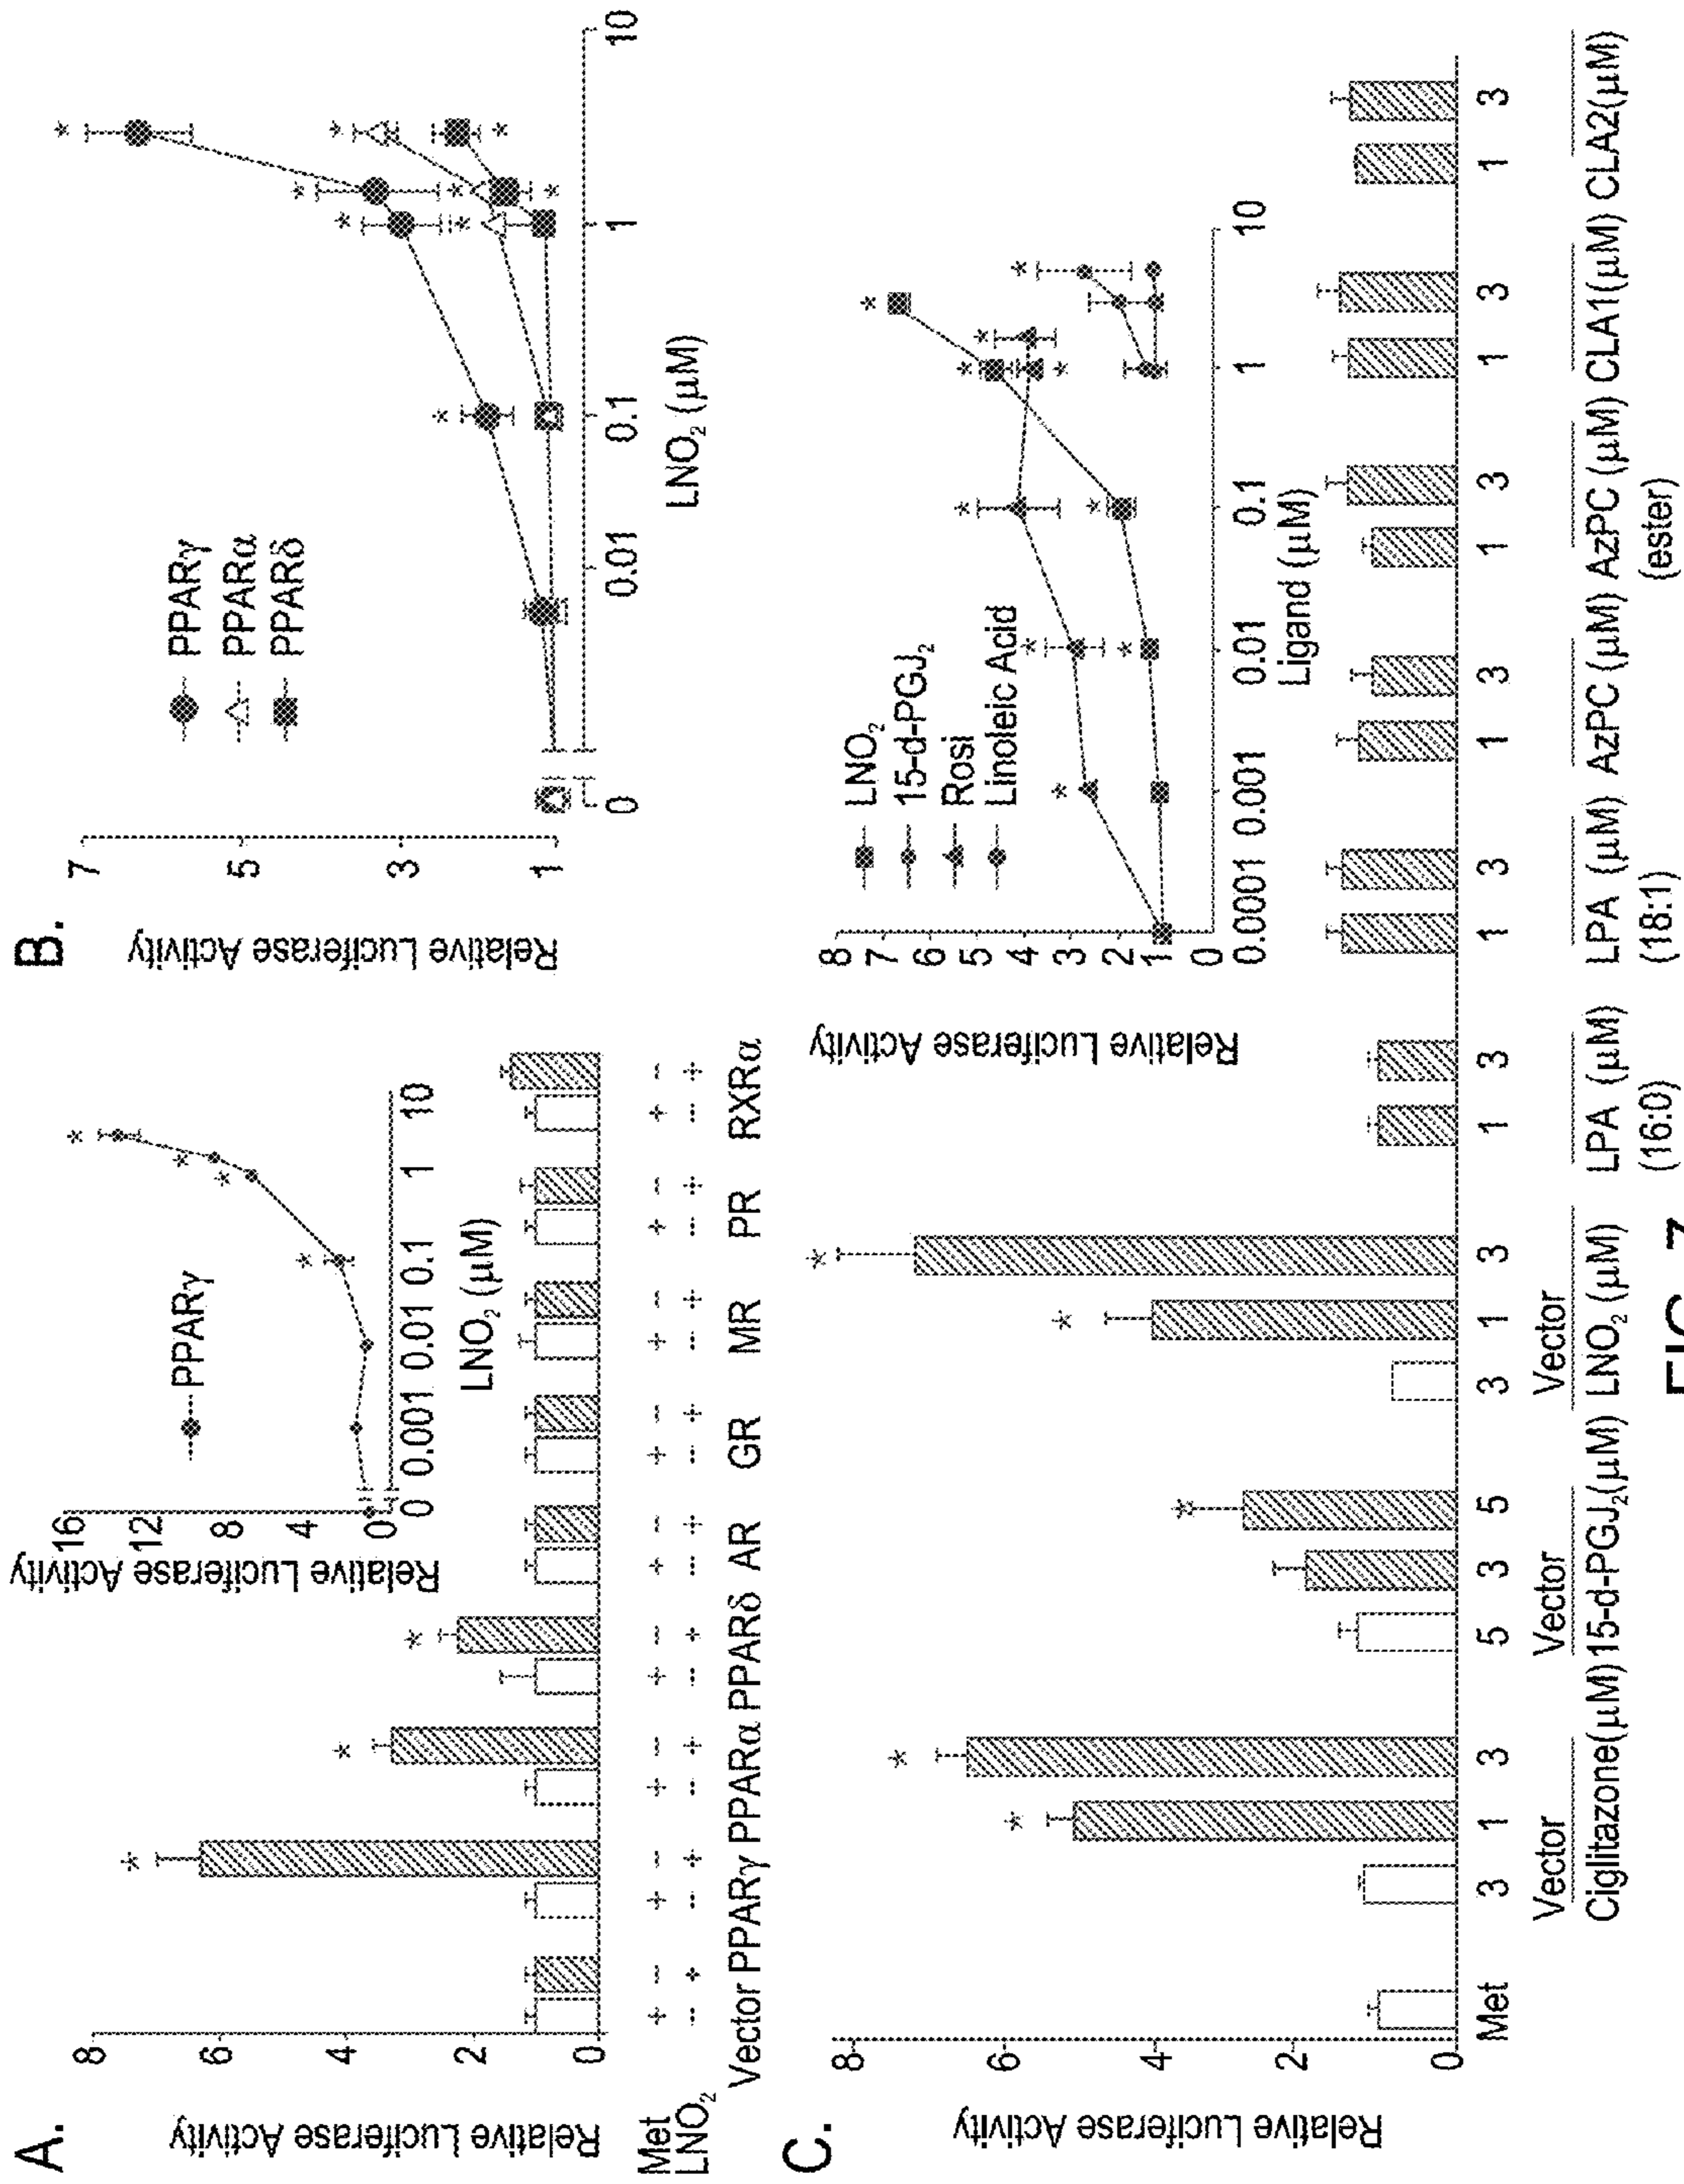 A.
Relative Luciferase Activity
8
6
4
2
0
Met + − + − + − + − + − + − + − + − + −
LNO₂ − + − + − + − + − + − + − + − + − +
Vector PPARγ PPARα PPARδ AR GR MR PR RXRα
Relative Luciferase Activity
16
12
8
4
0
PPARγ
0 0.001 0.01 0.1 1 10
LNO₂ (μM)
B.
Relative Luciferase Activity
7
5
3
1
PPARγ
PPARα
PPARδ
0 0.01 0.1 1 10
LNO₂ (μM)
C.
Relative Luciferase Activity
8
6
4
2
0
Met 3 1 3 5 3 5 3 1 3 1 3 1 3 1 3 1 3 1 3 1 3
Vector Vector Vector
Ciglitazone(μM) 15-d-PGJ₂(μM) LNO₂ (μM) LPA (μM) LPA (μM) AzPC (μM) AzPC (μM) CLA1(μM) CLA2(μM)
(16:0) (18:1) (ester)
Relative Luciferase Activity
8
7
6
5
4
3
2
1
0
LNO₂
15-d-PGJ₂
Rosi
Linoleic Acid
0.0001 0.001 0.01 0.1 1 10
Ligand (μM)